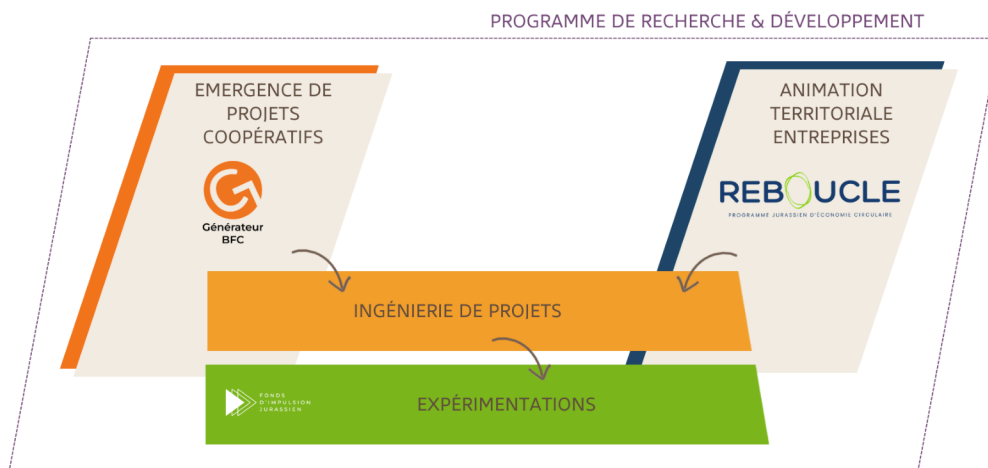 PROGRAMME DE RECHERCHE & DÉVELOPPEMENT
EMERGENCE DE
PROJETS
COOPÉRATIFS
Générateur
BFC
ANIMATION
TERRITORIALE
ENTREPRISES
REBOUCLE
PROGRAMME JURASSIEN D'ÉCONOMIE CIRCULAIRE
INGÉNIERIE DE PROJETS
FONDS
D'IMPULSION
JURASSIEN
EXPÉRIMENTATIONS